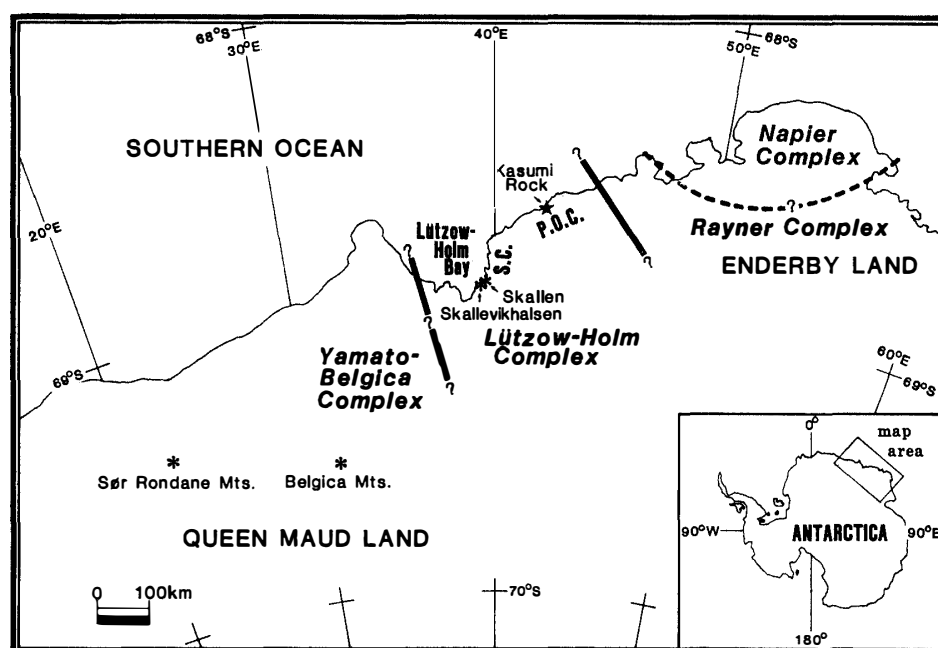 68°S
30°E
40°E
68°S
50°E
SOUTHERN OCEAN
Napier
Complex
Kasumi
Rock
?
P.O.C.
?
Rayner Complex
20°E
Lützow-
Holm
Bay
S.C.
?
?
ENDERBY LAND
Skallen
Skallevikhalsen
?
Lützow-Holm
Complex
Yamato-
Belgica
Complex
?
69°S
60°E
69°S
*
Sør Rondane Mts.
*
Belgica Mts.
QUEEN MAUD LAND
0 100km
70°S
0°
map
area
90°W
ANTARCTICA
90°E
180°